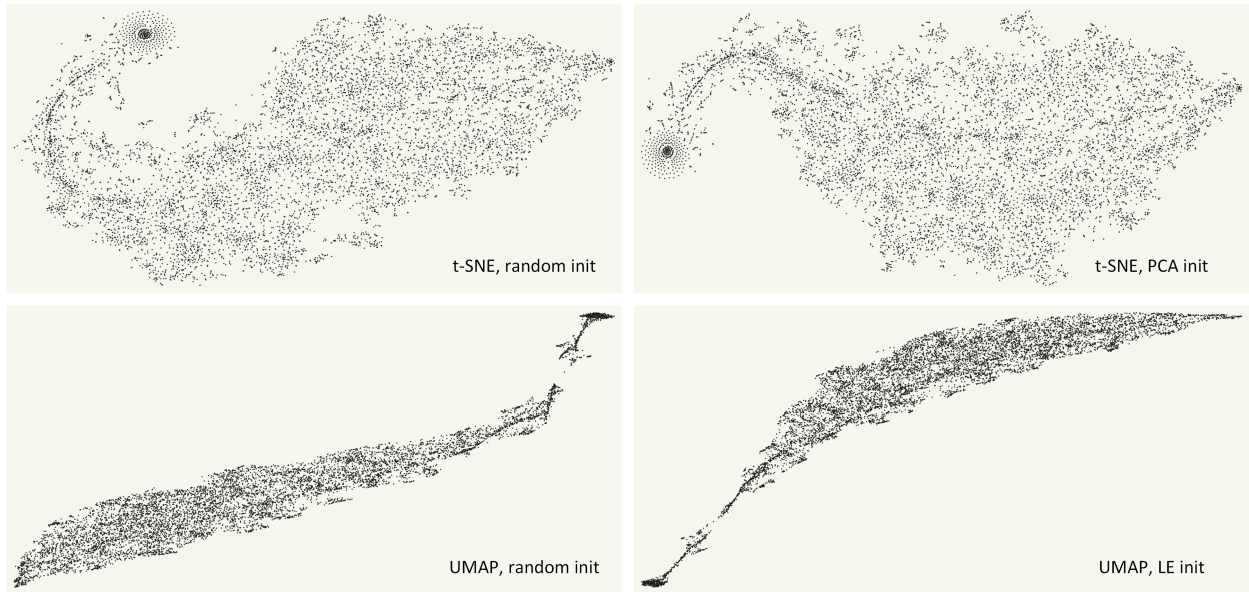 t-SNE, random init
t-SNE, PCA init
UMAP, random init
UMAP, LE init